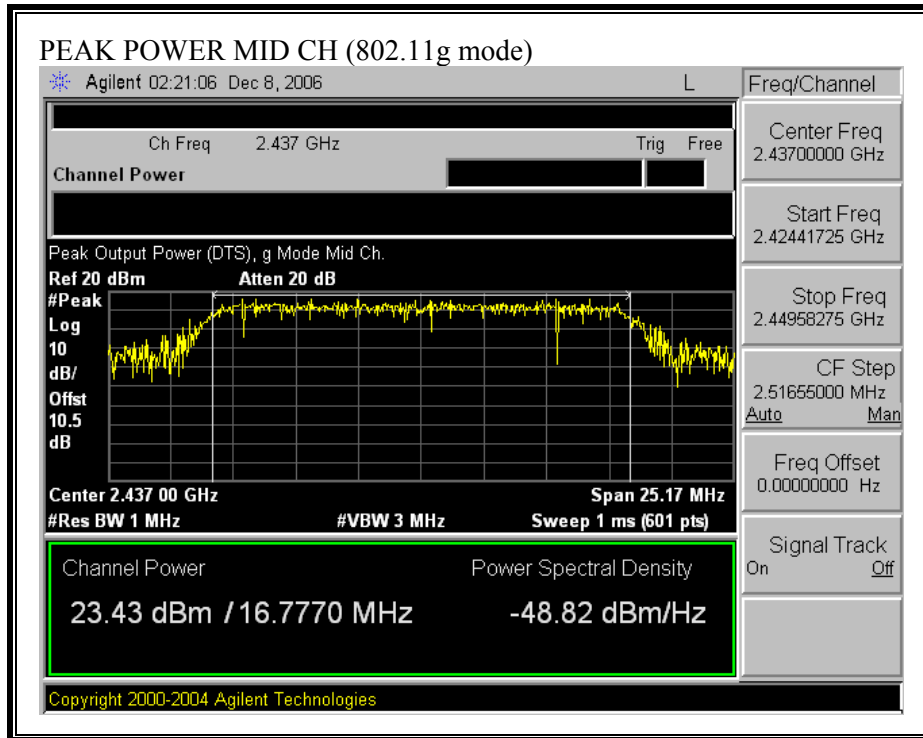 PEAK POWER MID CH (802.11g mode)
Agilent 02:21:06 Dec 8, 2006 L
Freq/Channel
Ch Freq 2.437 GHz Trig Free
Channel Power
Center Freq
2.43700000 GHz
Start Freq
2.42441725 GHz
Stop Freq
2.44958275 GHz
CF Step
2.51655000 MHz
Auto Man
Freq Offset
0.00000000 Hz
Signal Track
On Off
Peak Output Power (DTS), g Mode Mid Ch.
Ref 20 dBm Atten 20 dB
#Peak
Log
10
dB/
Offst
10.5
dB
Center 2.437 00 GHz Span 25.17 MHz
#Res BW 1 MHz #VBW 3 MHz Sweep 1 ms (601 pts)
Channel Power Power Spectral Density
23.43 dBm / 16.7770 MHz -48.82 dBm/Hz
Copyright 2000-2004 Agilent Technologies